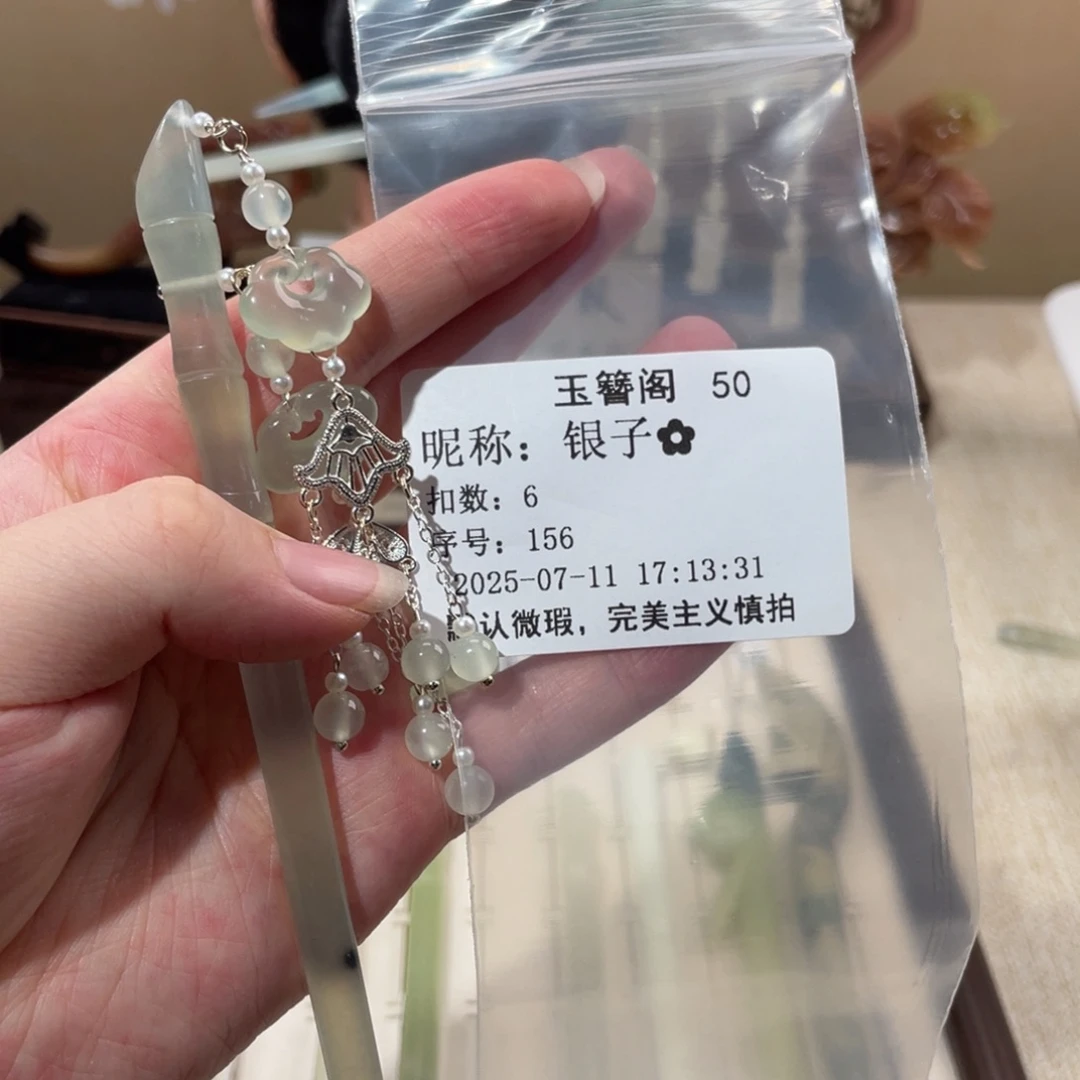 玉簪阁 50
昵称：银子✿
扣数：6
序号：156
2025-07-11 17:13:31
认微瑕，完美主义慎拍